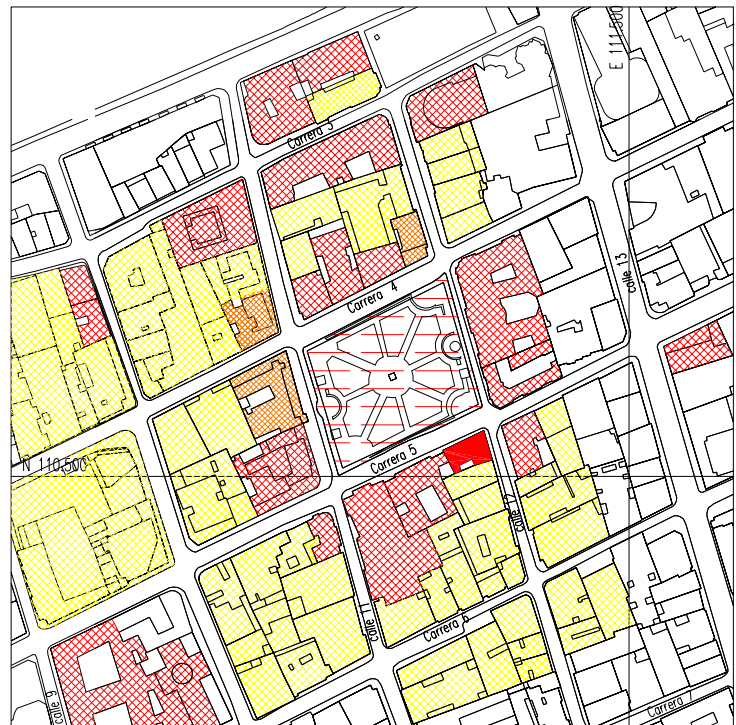 E 111,500
Carrera 3
calle 13
Carrera 4
Carrera 5
N 110,500
calle 12
calle 11
Carrera 6
calle 9
Carrera 7